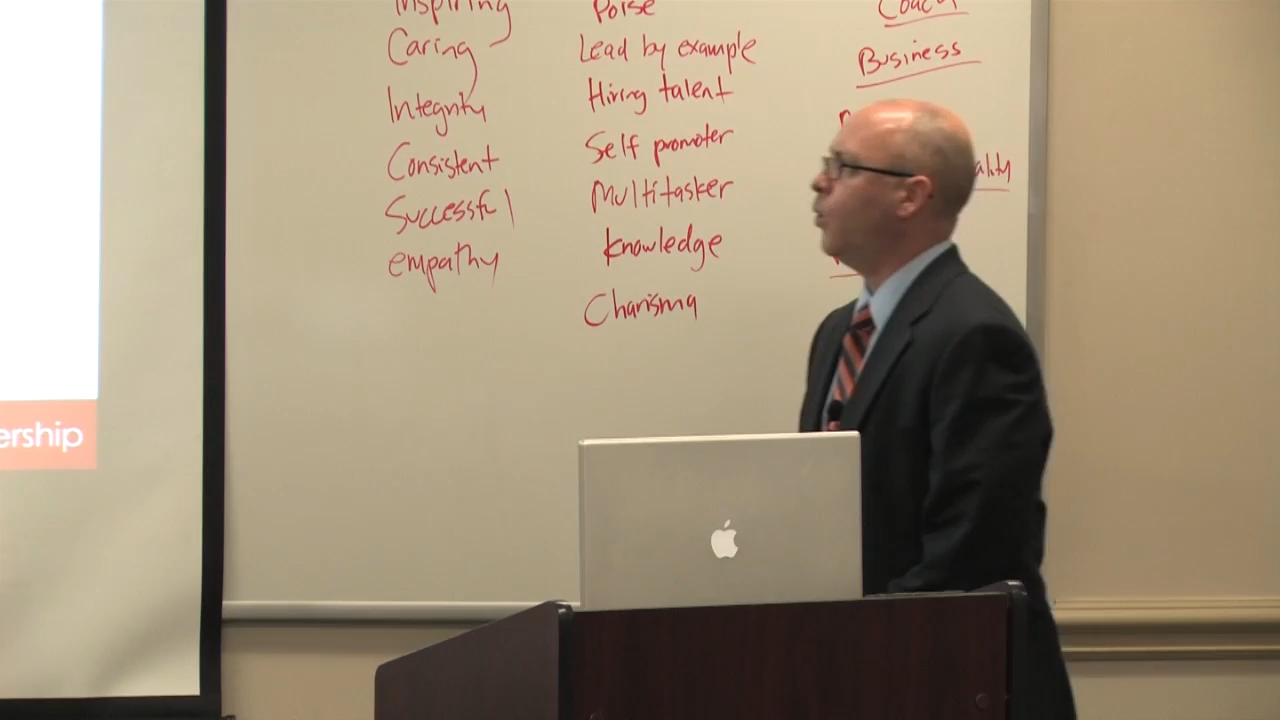 Inspiring
Caring
Integrity
Consistent
Successful
empathy
Poise
Lead by example
Hiring talent
Self promoter
Multitasker
knowledge
Charisma
Coach
Business
ality
ership